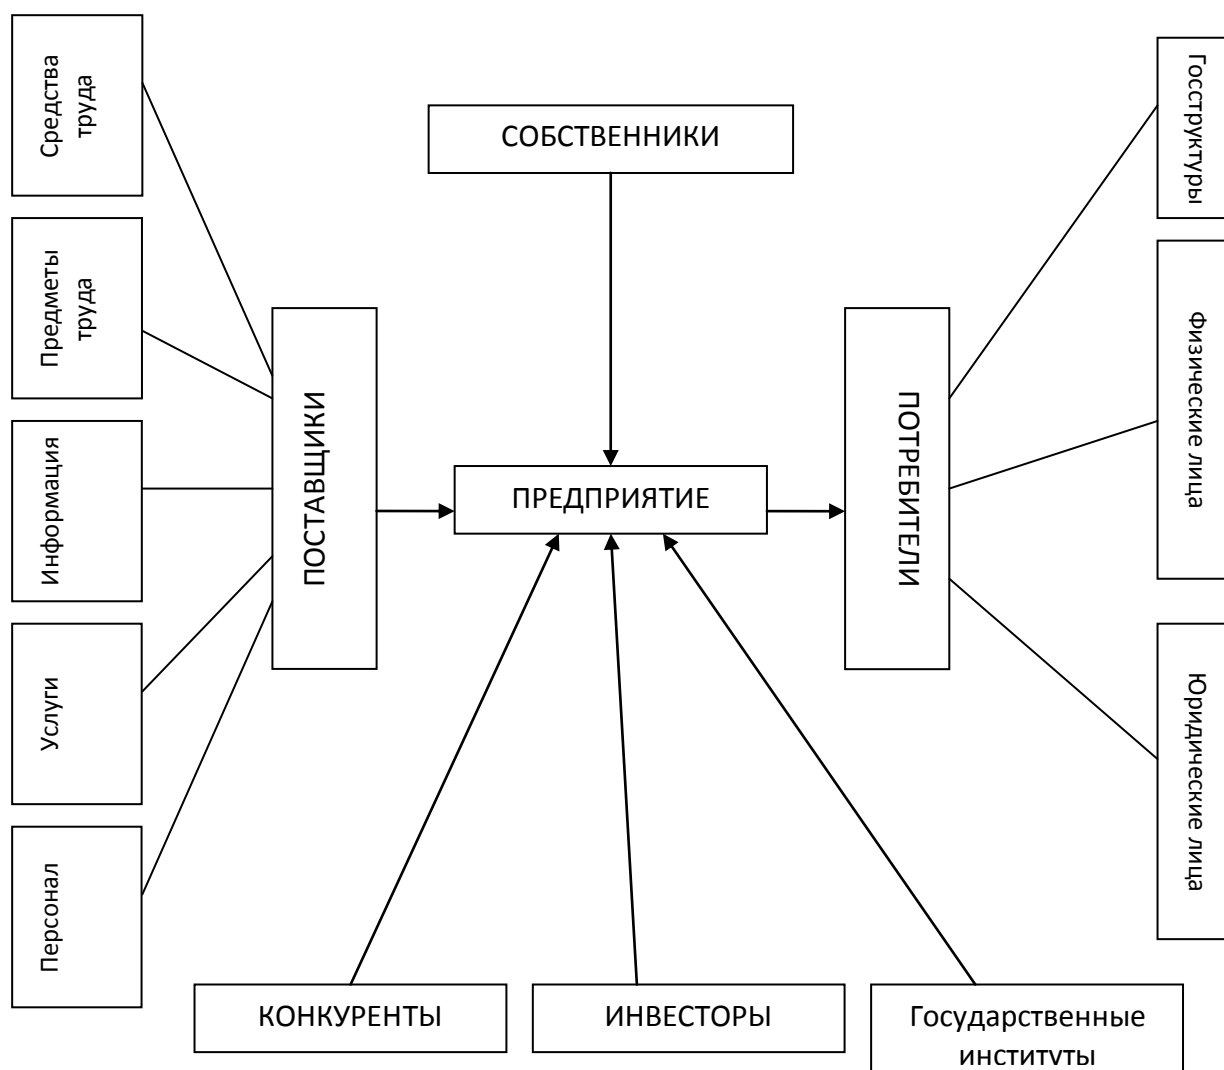 Средства
труда
Предметы
труда
Информация
Услуги
Персонал
ПОСТАВЩИКИ
СОБСТВЕННИКИ
ПРЕДПРИЯТИЕ
ПОТРЕБИТЕЛИ
Госструктуры
Физические лица
Юридические лица
КОНКУРЕНТЫ
ИНВЕСТОРЫ
Государственные
институты